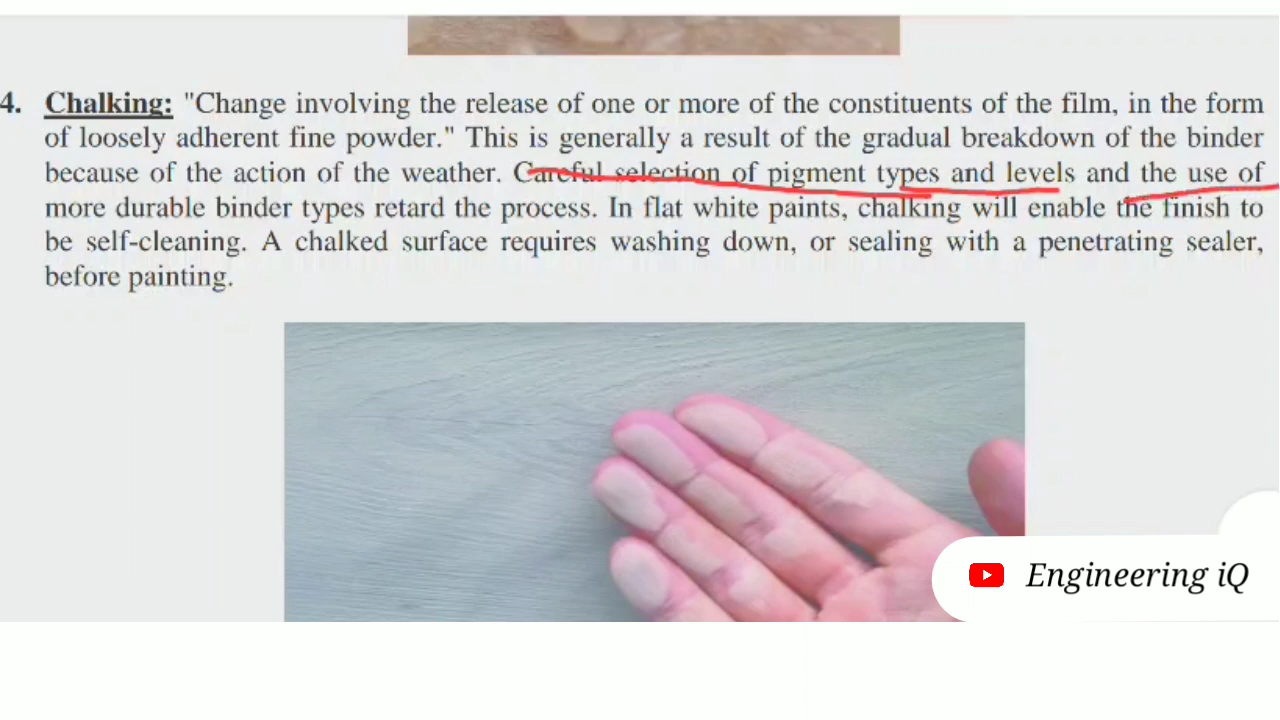 4. Chalking: "Change involving the release of one or more of the constituents of the film, in the form
of loosely adherent fine powder." This is generally a result of the gradual breakdown of the binder
because of the action of the weather. Careful selection of pigment types and levels and the use of
more durable binder types retard the process. In flat white paints, chalking will enable the finish to
be self-cleaning. A chalked surface requires washing down, or sealing with a penetrating sealer,
before painting.
Engineering iQ